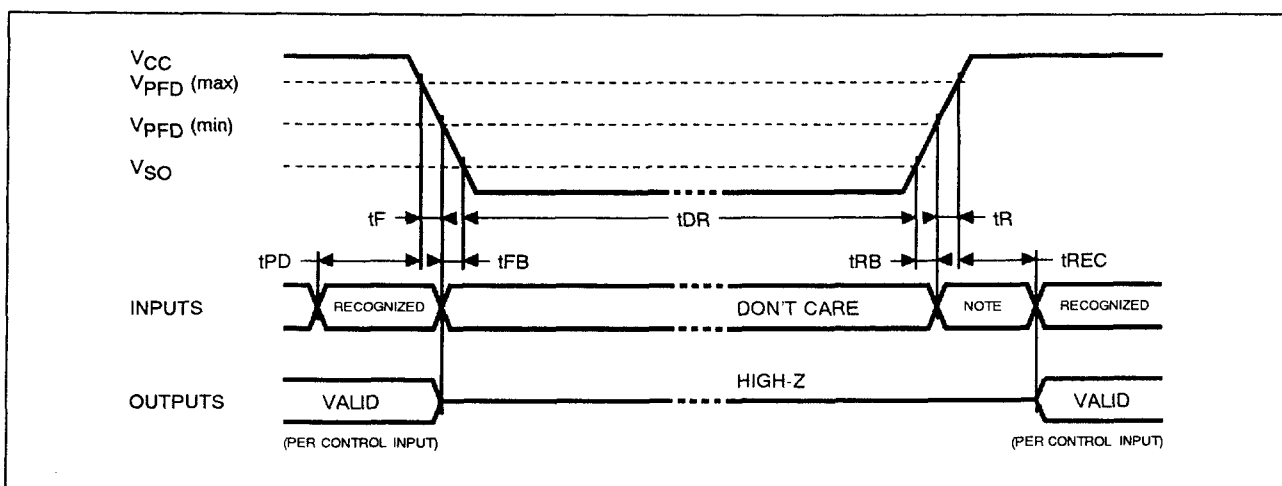 VCC
VPFD (max)
VPFD (min)
VSO
tF tDR tR
tPD tFB tRB tREC
INPUTS RECOGNIZED DON'T CARE NOTE RECOGNIZED
HIGH-Z
OUTPUTS VALID VALID
(PER CONTROL INPUT) (PER CONTROL INPUT)